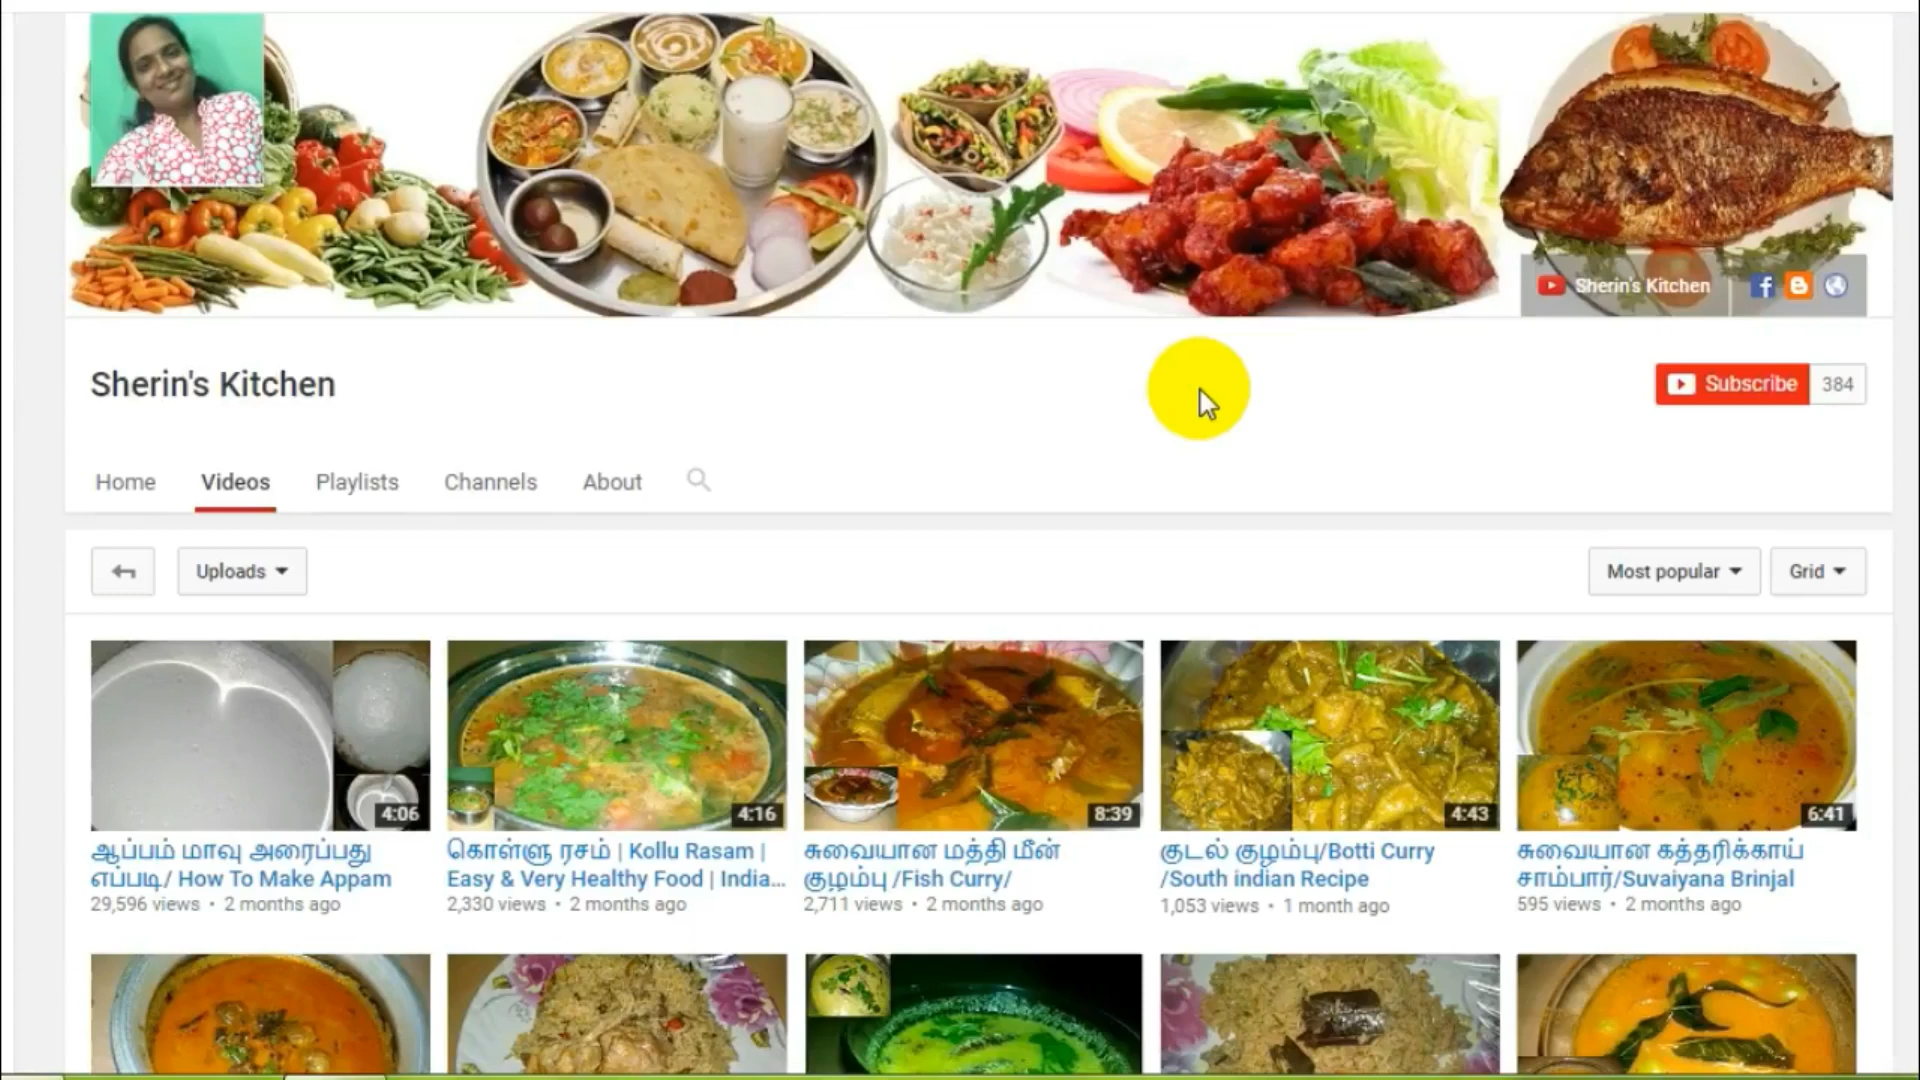 Sherin's Kitchen
Sherin's Kitchen
Subscribe 384
Home Videos Playlists Channels About
Uploads
Most popular Grid
4:06
4:16
8:39
4:43
6:41
ஆப்பம் மாவு அரைப்பது
எப்படி/ How To Make Appam
29,596 views • 2 months ago
கொள்ளு ரசம் | Kollu Rasam |
Easy & Very Healthy Food | India...
2,330 views • 2 months ago
சுவையான மத்தி மீன்
குழம்பு /Fish Curry/
2,711 views • 2 months ago
குடல் குழம்பு/Botti Curry
/South indian Recipe
1,053 views • 1 month ago
சுவையான கத்தரிக்காய்
சாம்பார்/Suvaiyana Brinjal
595 views • 2 months ago